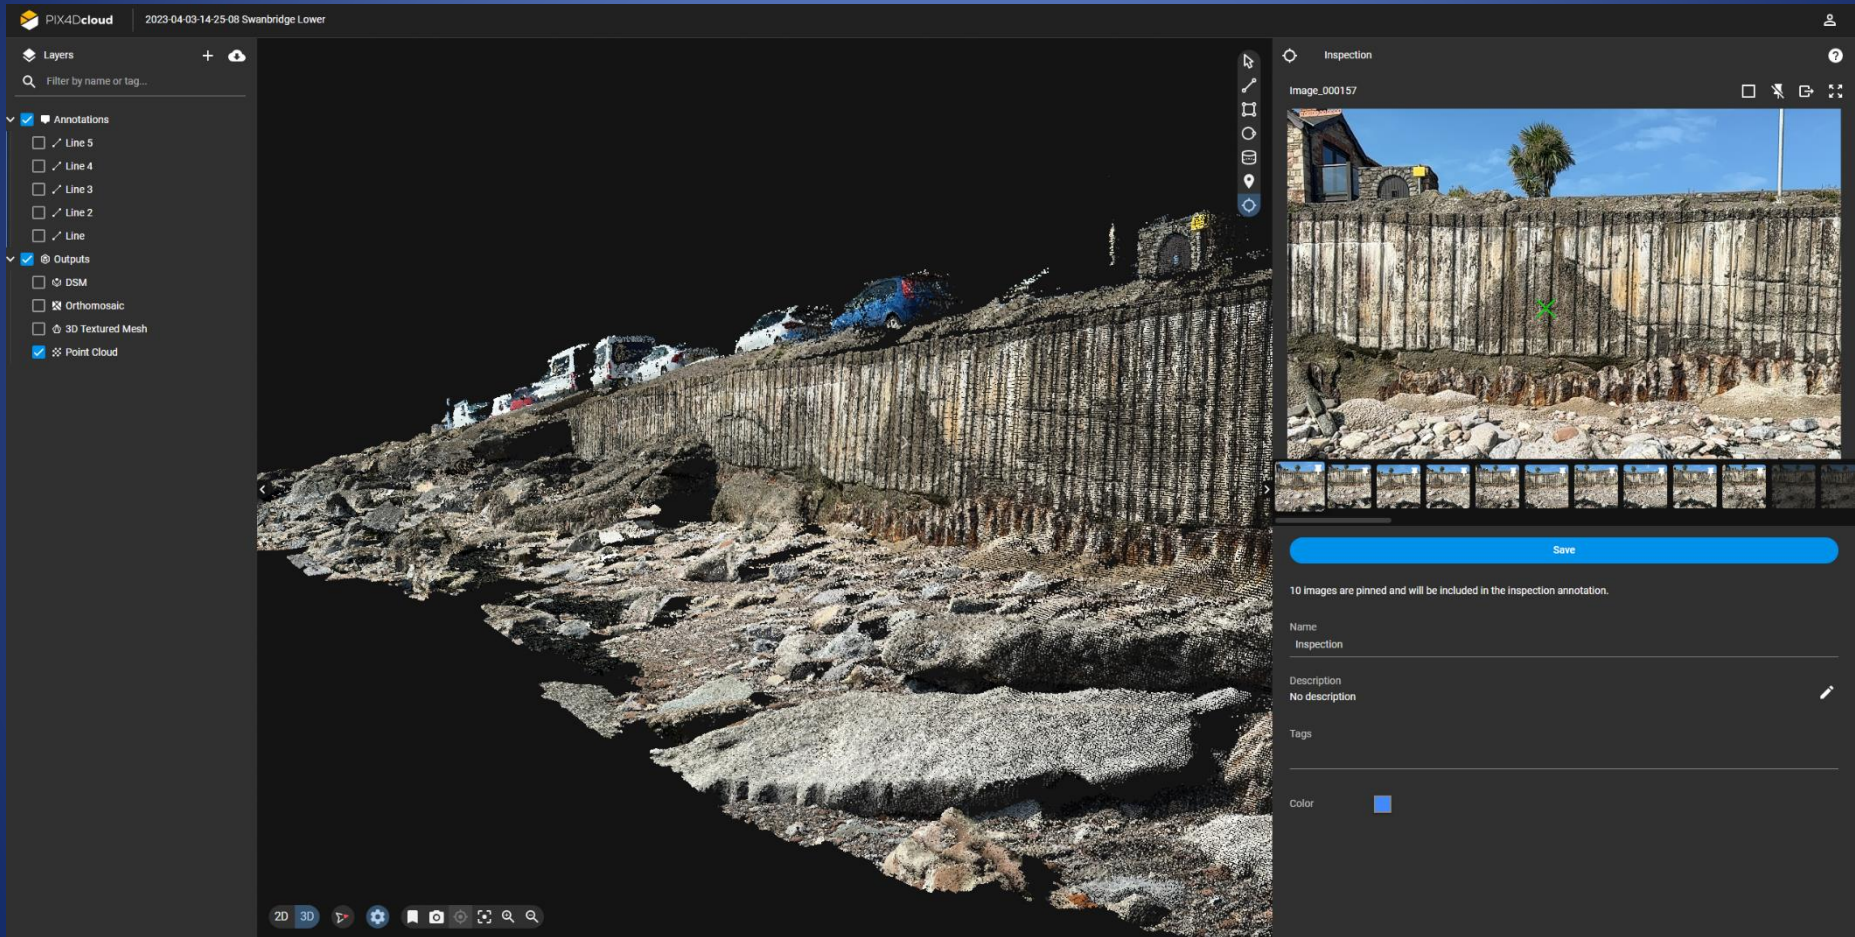 PIX4Dcloud
2023-04-03-14-25-08 Swanbridge Lower
Layers
Filter by name or tag...
Annotations
Line 5
Line 4
Line 3
Line 2
Line
Outputs
DSM
Orthomosaic
3D Textured Mesh
Point Cloud
2D 3D
Inspection
Image_000157
Save
10 images are pinned and will be included in the inspection annotation.
Name
Inspection
Description
No description
Tags
Color